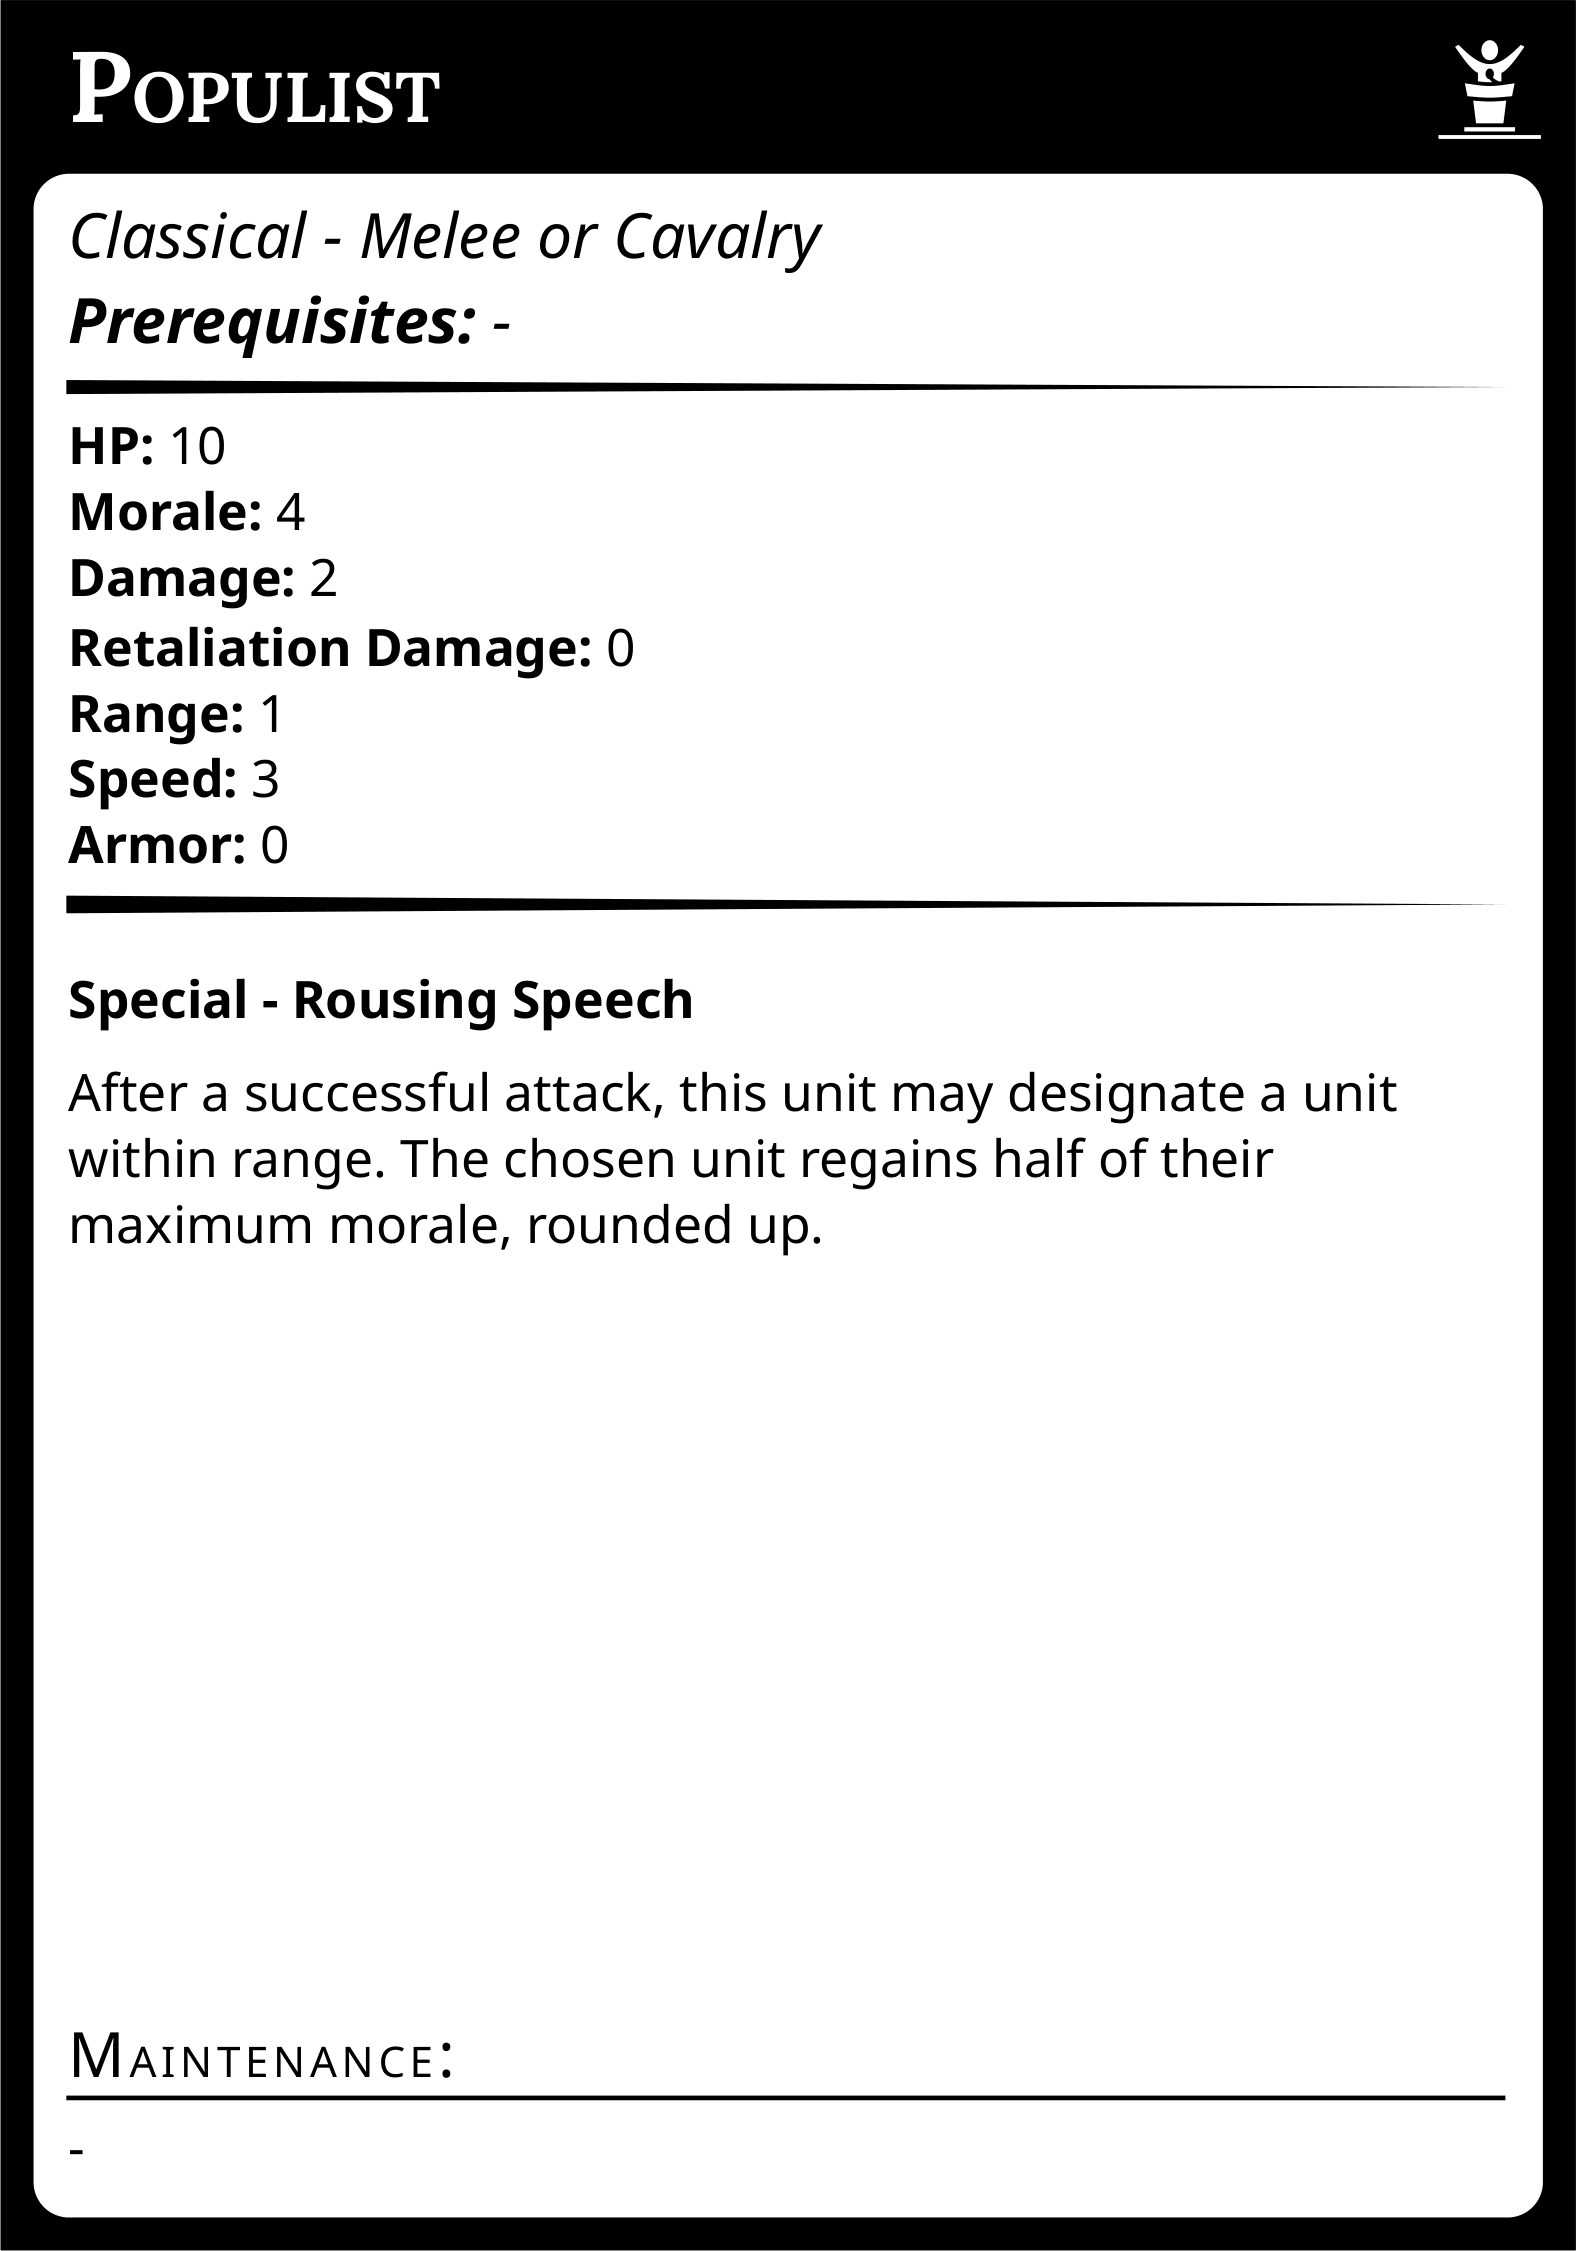 Populist
Classical - Melee or Cavalry
Prerequisites: -
HP: 10
Morale: 4
Damage: 2
Retaliation Damage: 0
Range: 1
Speed: 3
Armor: 0
Special - Rousing Speech
After a successful attack, this unit may designate a unit
within range. The chosen unit regains half of their
maximum morale, rounded up.
Maintenance:
-